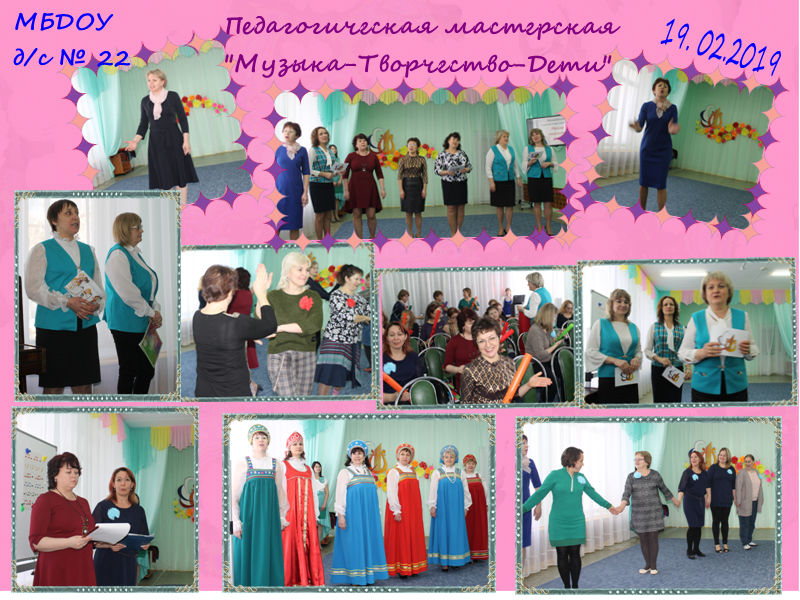 МБДОУ
д/с № 22
Педагогическая мастерская
"Музыка-Творчество-Дети"
19. 02.2019